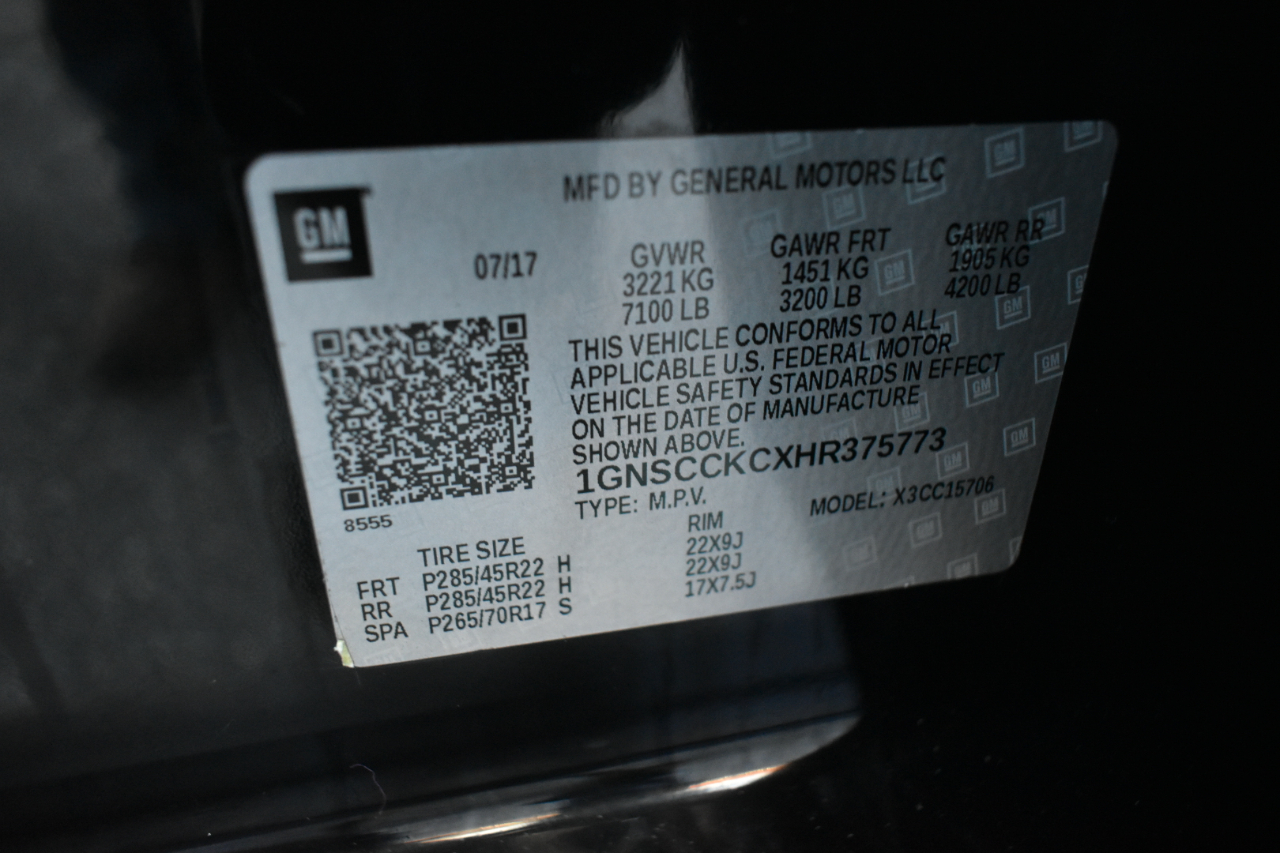 MFD BY GENERAL MOTORS LLC
GM
07/17
GVWR GAWR FRT GAWR RR
3221 KG 1451 KG 1905 KG
7100 LB 3200 LB 4200 LB
THIS VEHICLE CONFORMS TO ALL
APPLICABLE U.S. FEDERAL MOTOR
VEHICLE SAFETY STANDARDS IN EFFECT
ON THE DATE OF MANUFACTURE
SHOWN ABOVE.
1GNSCCKCXHR375773
TYPE: M.P.V. MODEL: X3CC15706
8555
TIRE SIZE RIM
FRT P285/45R22 H 22X9J
RR P285/45R22 H 22X9J
SPA P265/70R17 S 17X7.5J